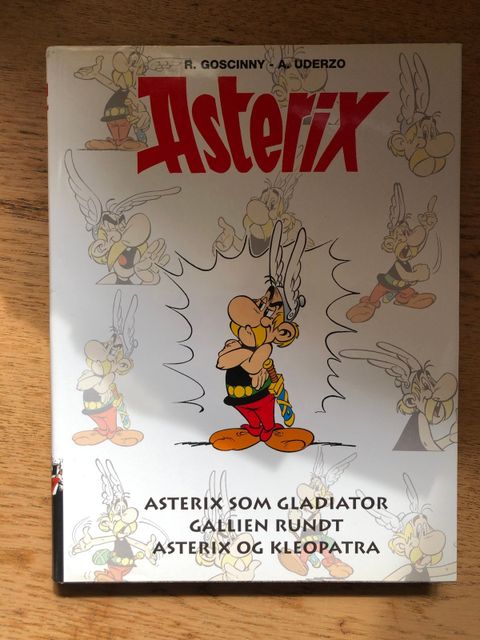 R. GOSCINNY - A. UDERZO
Asterix
ASTERIX SOM GLADIATOR
GALLIEN RUNDT
ASTERIX OG KLEOPATRA